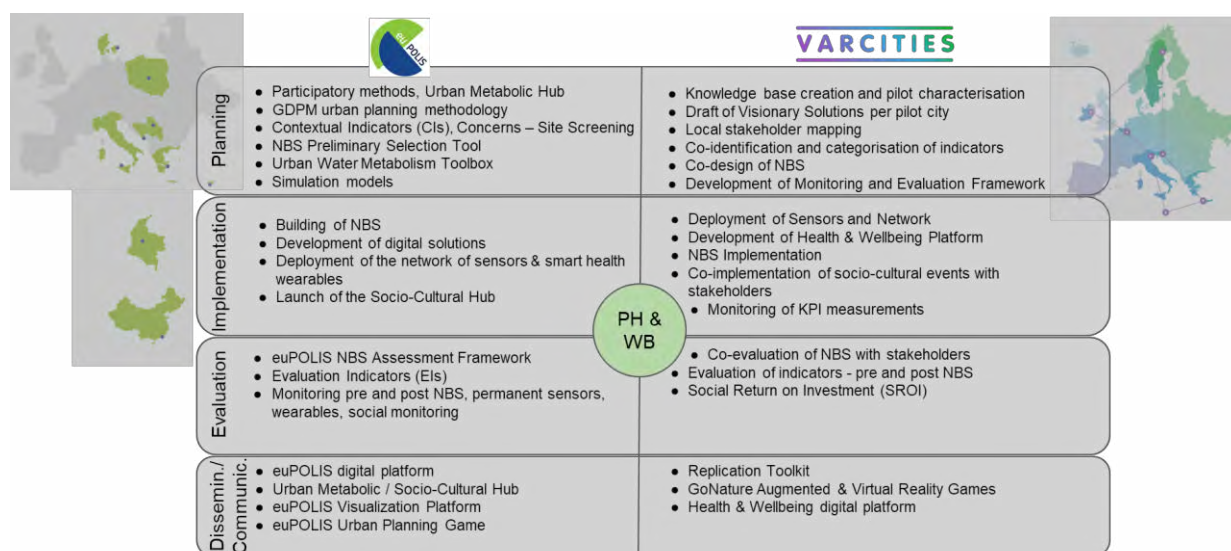 eu POLIS
VARCITIES
Planning
● Participatory methods, Urban Metabolic Hub
● GDPM urban planning methodology
● Contextual Indicators (CIs), Concerns – Site Screening
● NBS Preliminary Selection Tool
● Urban Water Metabolism Toolbox
● Simulation models
● Knowledge base creation and pilot characterisation
● Draft of Visionary Solutions per pilot city
● Local stakeholder mapping
● Co-identification and categorisation of indicators
● Co-design of NBS
● Development of Monitoring and Evaluation Framework
Implementation
● Building of NBS
● Development of digital solutions
● Deployment of the network of sensors & smart health
wearables
● Launch of the Socio-Cultural Hub
● Deployment of Sensors and Network
● Development of Health & Wellbeing Platform
● NBS Implementation
● Co-implementation of socio-cultural events with
stakeholders
● Monitoring of KPI measurements
PH &
WB
Evaluation
● euPOLIS NBS Assessment Framework
● Evaluation Indicators (EIs)
● Monitoring pre and post NBS, permanent sensors,
wearables, social monitoring
● Co-evaluation of NBS with stakeholders
● Evaluation of indicators - pre and post NBS
● Social Return on Investment (SROI)
Dissemin./
Communic.
● euPOLIS digital platform
● Urban Metabolic / Socio-Cultural Hub
● euPOLIS Visualization Platform
● euPOLIS Urban Planning Game
● Replication Toolkit
● GoNature Augmented & Virtual Reality Games
● Health & Wellbeing digital platform